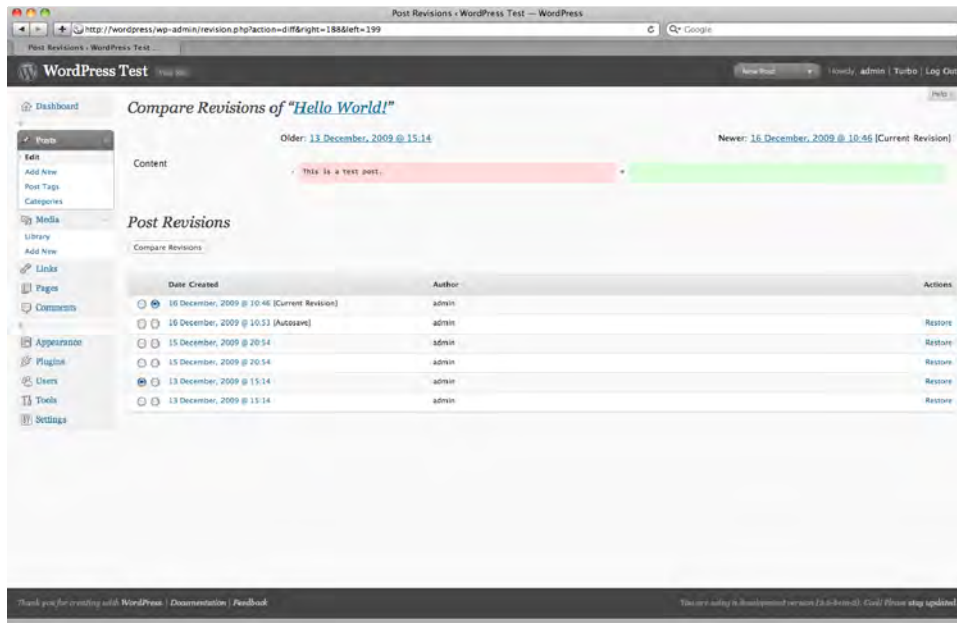 Post Revisions ‹ WordPress Test — WordPress
http://wordpress/wp-admin/revision.php?action=diff&right=188&left=199
Google
Post Revisions ‹ WordPress Test ...
WordPress Test
New Post
Howdy, admin | Turbo | Log Out
Help
Dashboard
Posts
Edit
Add New
Post Tags
Categories
Media
Library
Add New
Links
Pages
Comments
Appearance
Plugins
Users
Tools
Settings
Compare Revisions of “Hello World!”
Older: 13 December, 2009 @ 15:14
Newer: 16 December, 2009 @ 10:46 [Current Revision]
Content
- This is a test post.
+
Post Revisions
Compare Revisions
Date Created Author Actions
16 December, 2009 @ 10:46 [Current Revision] admin
16 December, 2009 @ 10:53 [Autosave] admin Restore
15 December, 2009 @ 20:54 admin Restore
15 December, 2009 @ 20:54 admin Restore
13 December, 2009 @ 15:14 admin Restore
13 December, 2009 @ 15:14 admin Restore
Thank you for creating with WordPress | Documentation | Feedback
You are using a development version Cool! Please stay updated